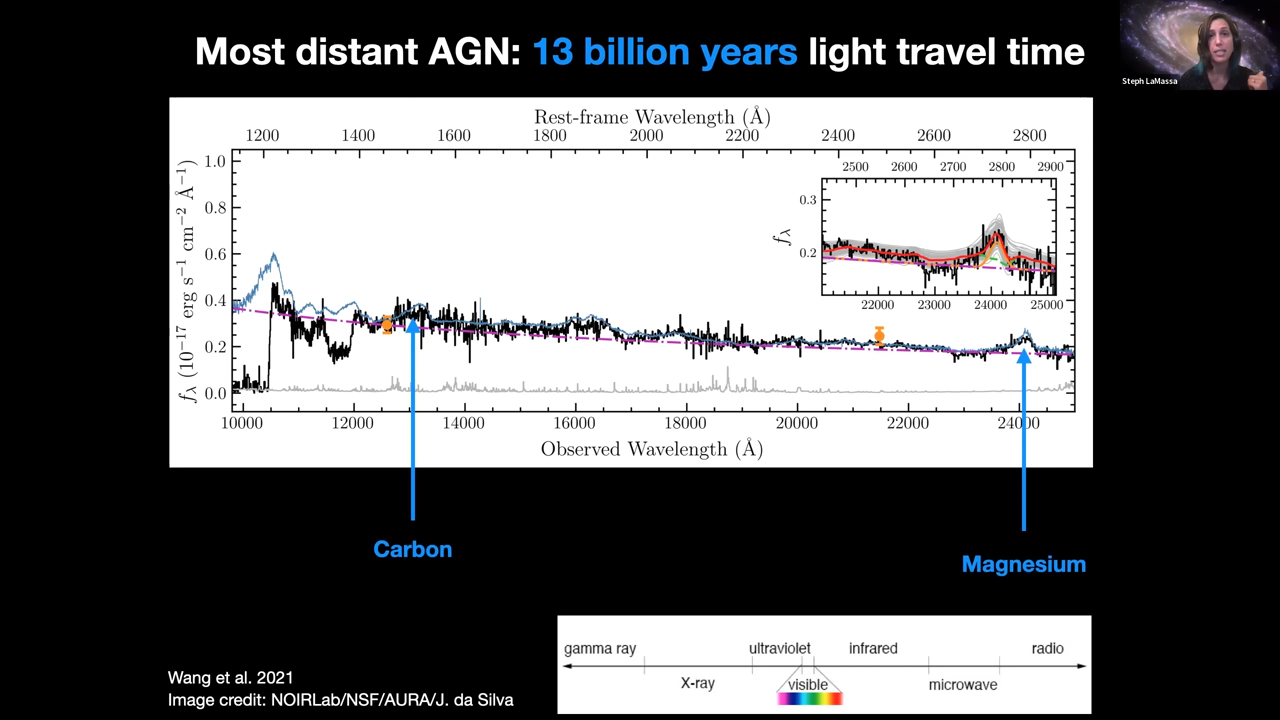 Most distant AGN: 13 billion years light travel time
Steph LaMassa
Rest-frame Wavelength (Å)
1200 1400 1600 1800 2000 2200 2400 2600 2800
1.0
0.8
0.6
0.4
0.2
0.0
fλ (10⁻¹⁷ erg s⁻¹ cm⁻² Å⁻¹)
2500 2600 2700 2800 2900
0.3
0.2
fλ
22000 23000 24000 25000
10000 12000 14000 16000 18000 20000 22000 24000
Observed Wavelength (Å)
Carbon
Magnesium
gamma ray ultraviolet infrared radio
X-ray visible microwave
Wang et al. 2021
Image credit: NOIRLab/NSF/AURA/J. da Silva